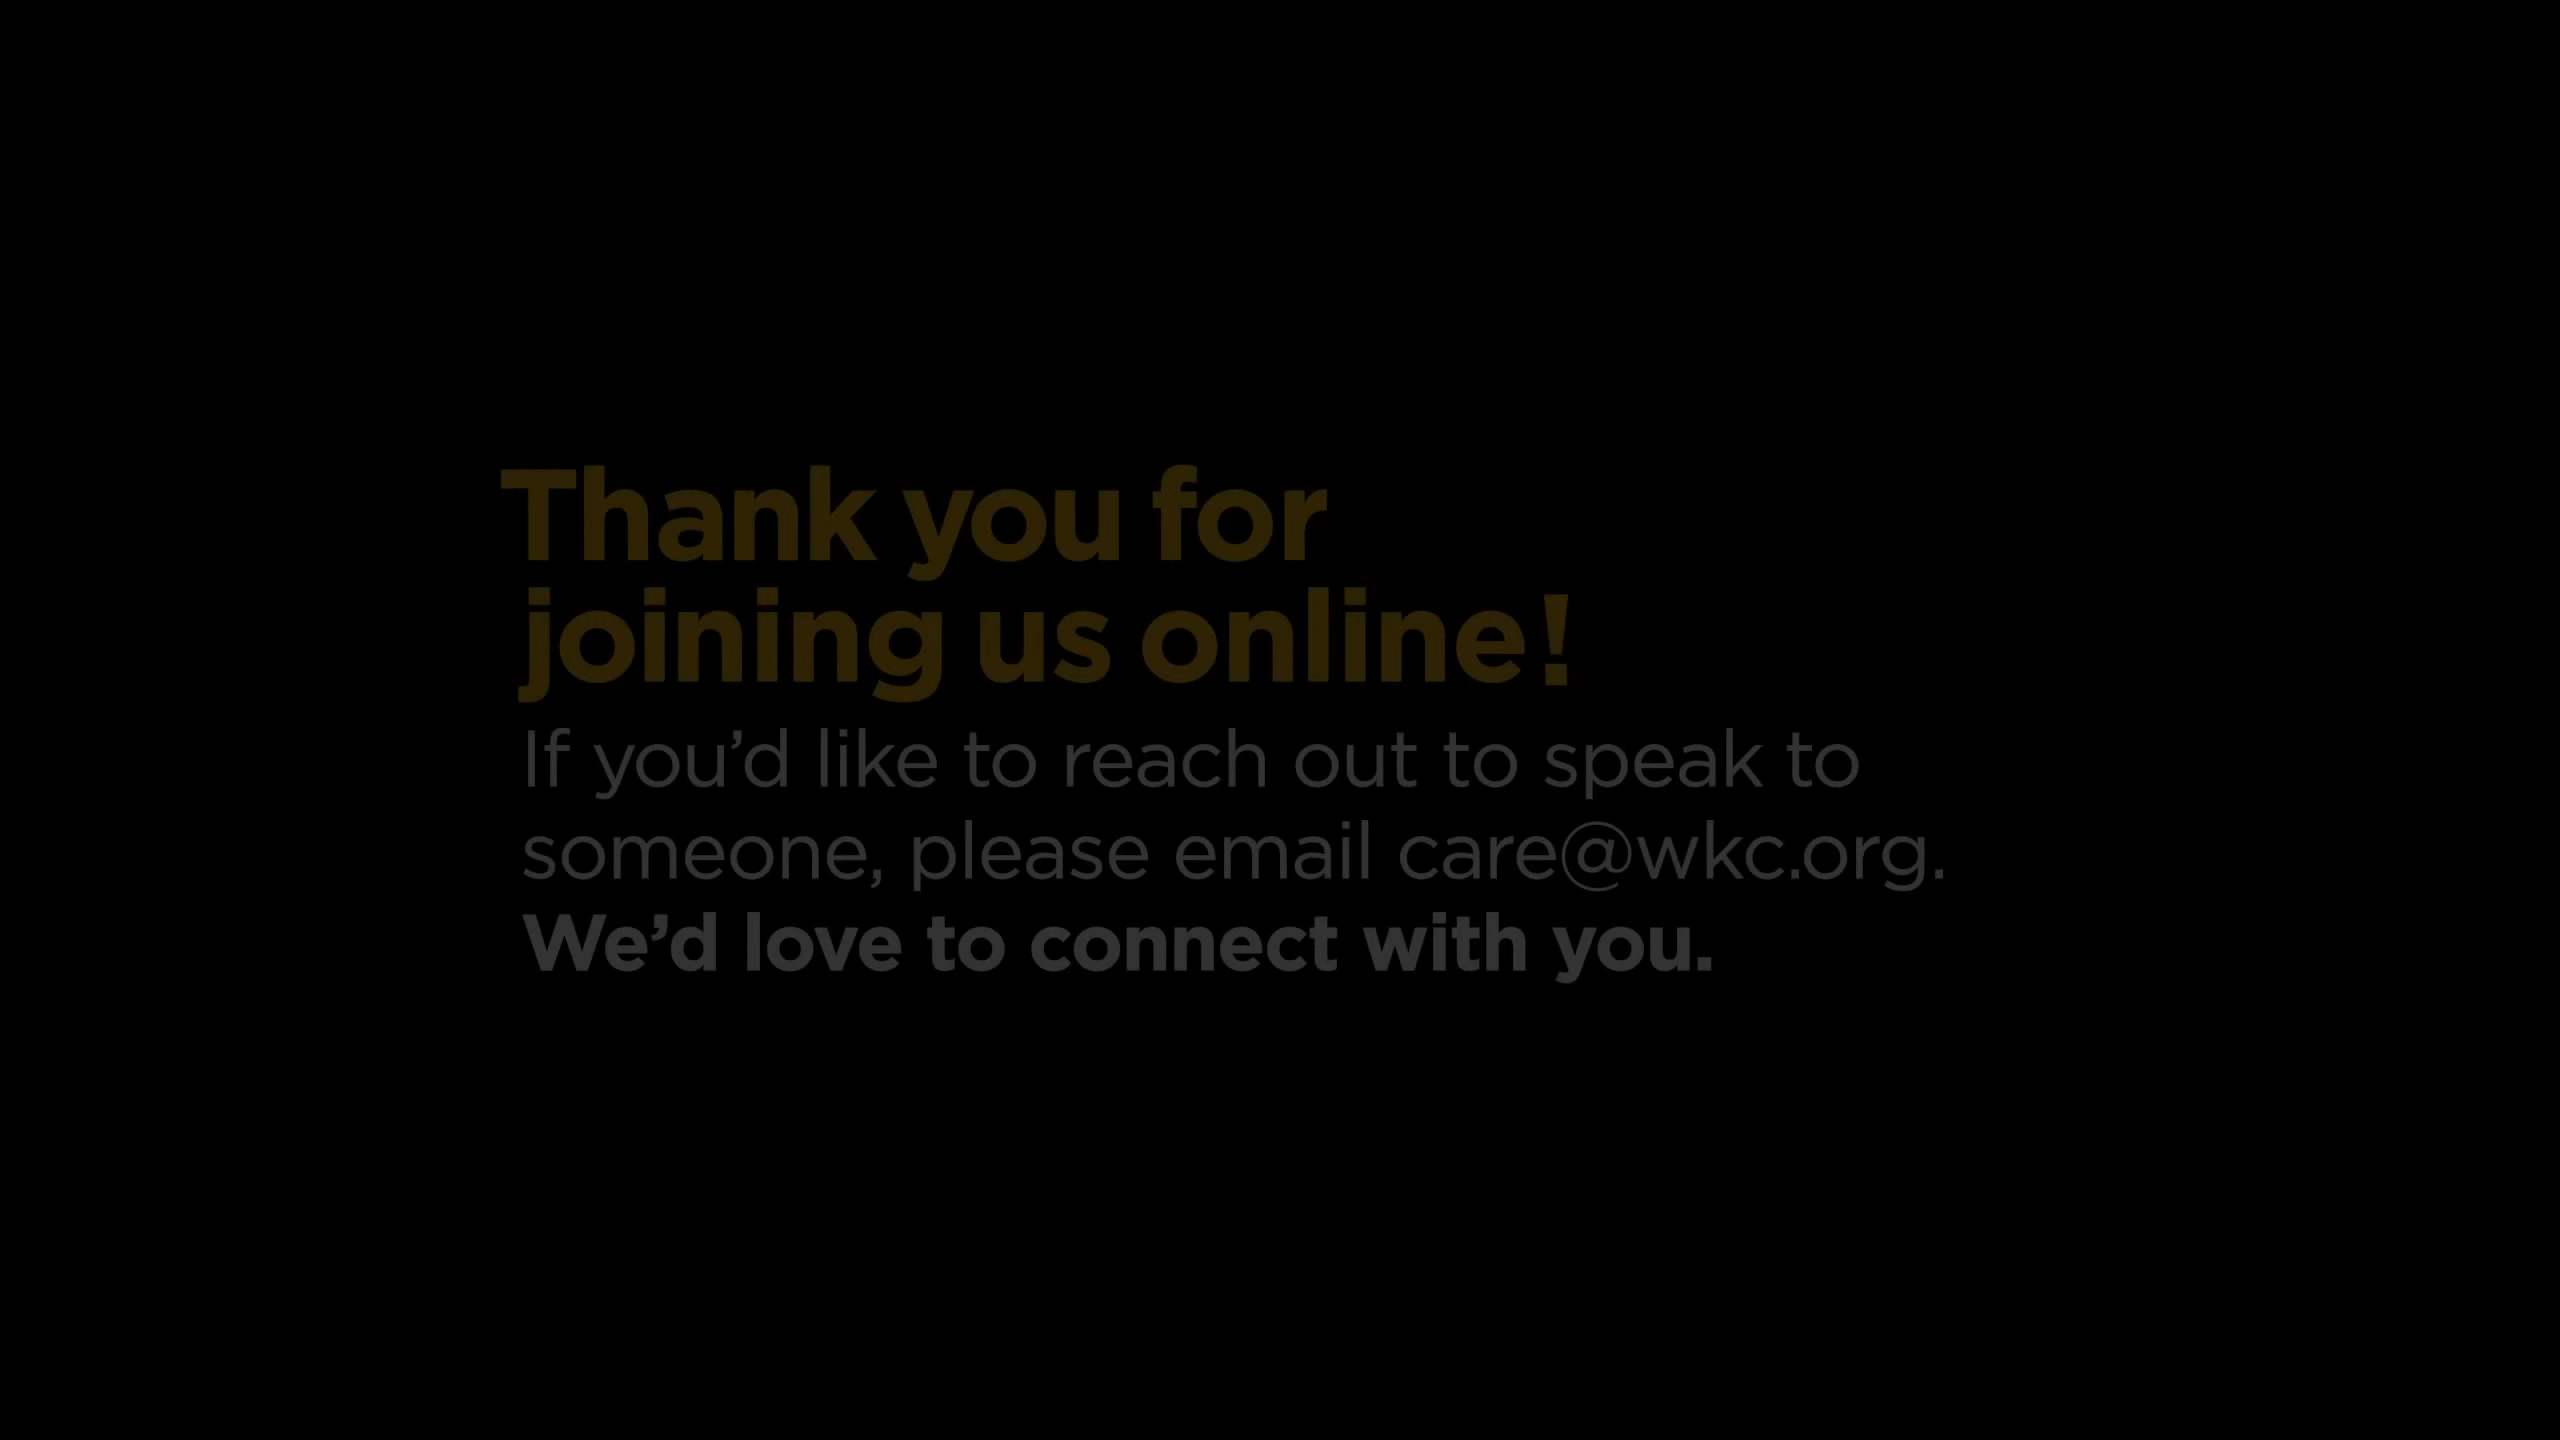 Thank you for
joining us online!
If you’d like to reach out to speak to
someone, please email care@wkc.org.
We’d love to connect with you.